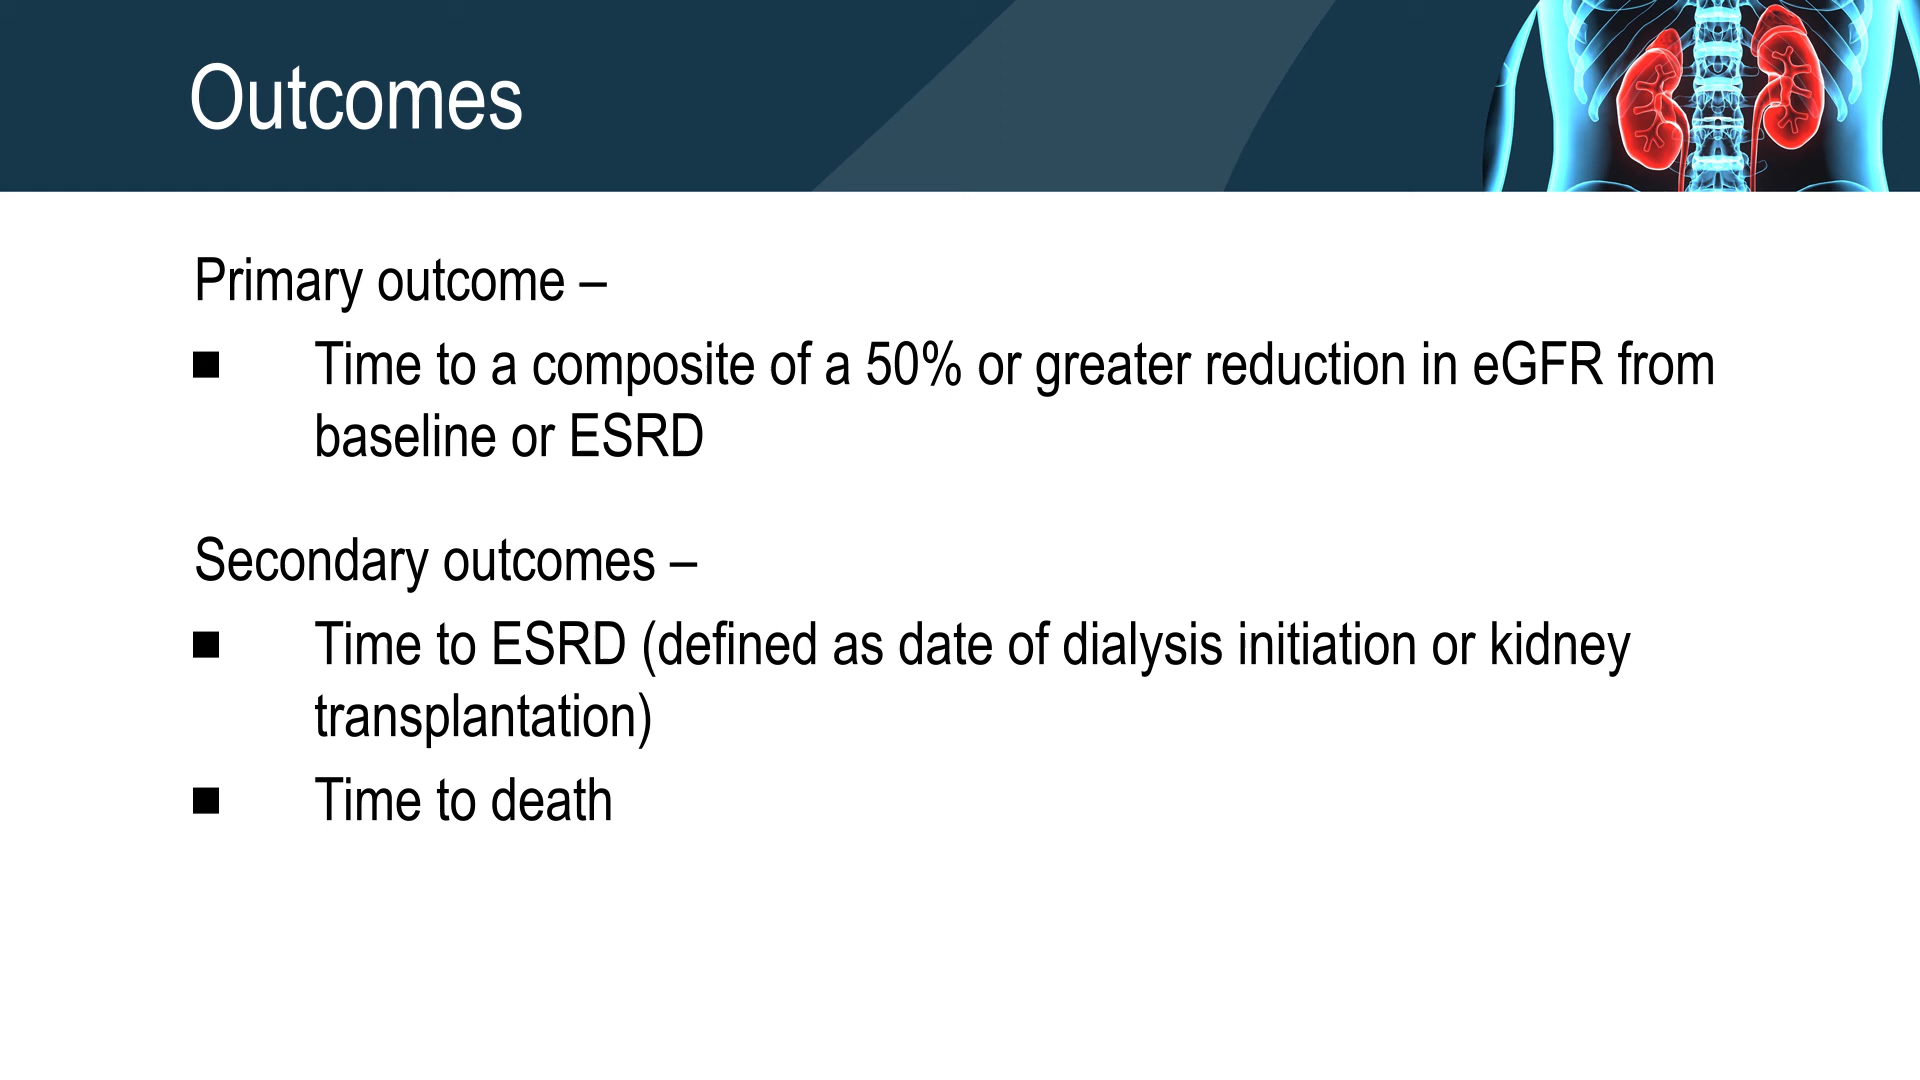 Outcomes
Primary outcome –
■ Time to a composite of a 50% or greater reduction in eGFR from
baseline or ESRD
Secondary outcomes –
■ Time to ESRD (defined as date of dialysis initiation or kidney
transplantation)
■ Time to death